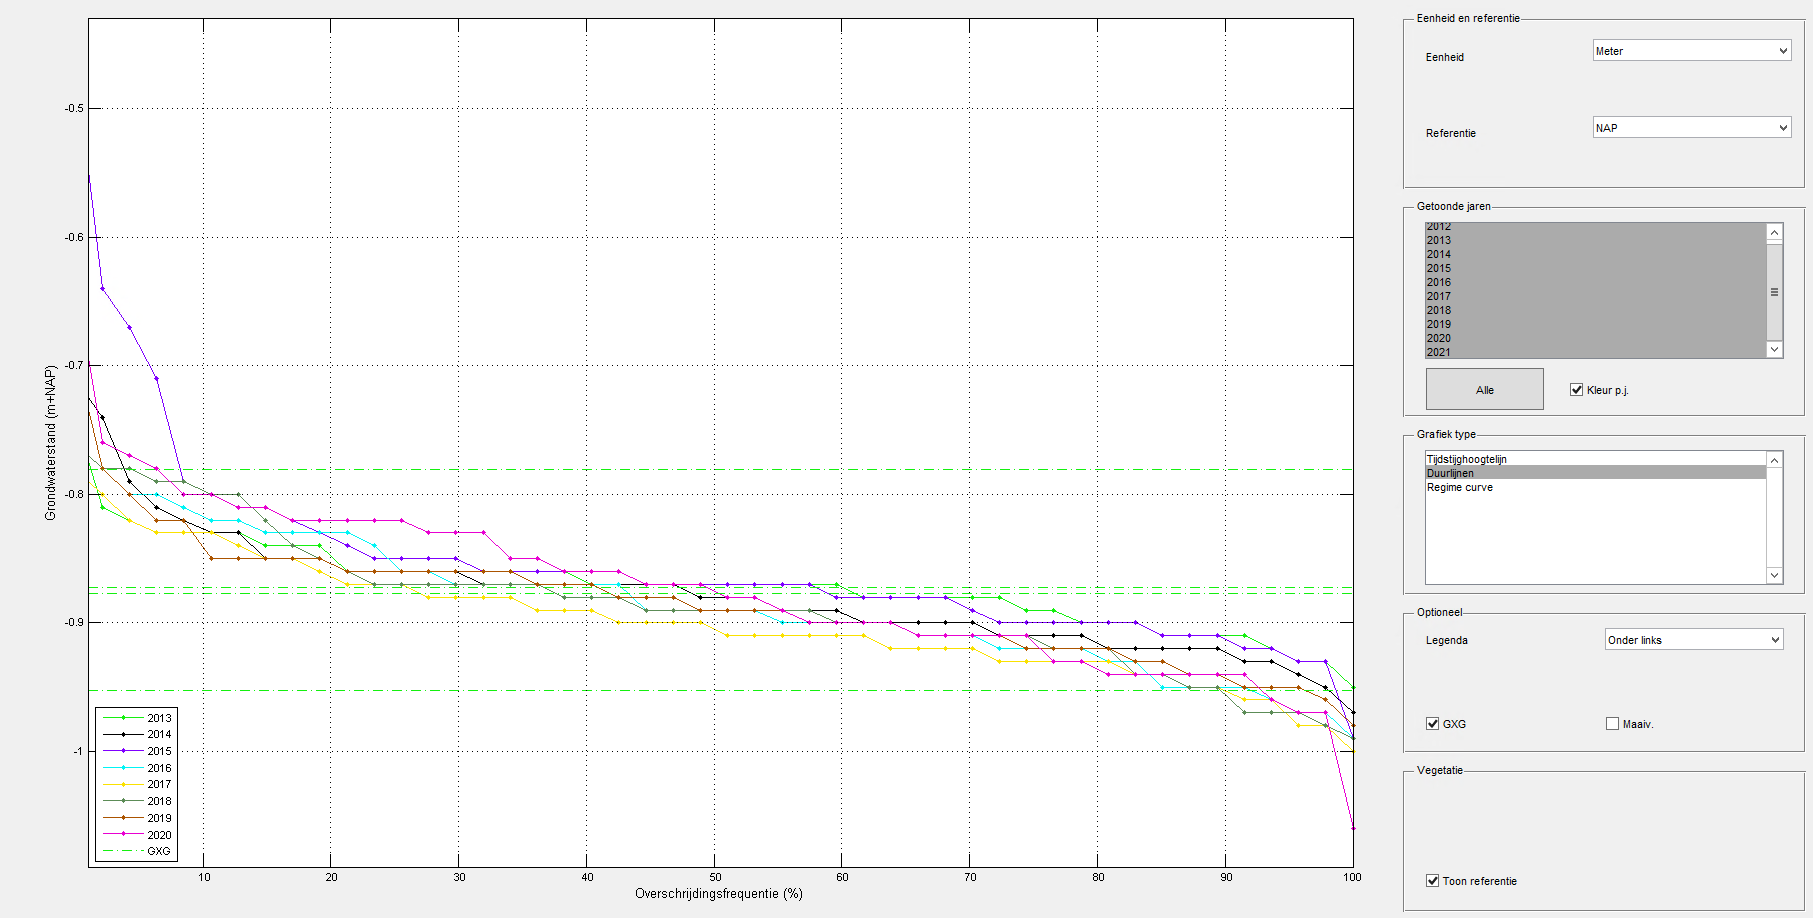 -0.5
-0.6
-0.7
-0.8
-0.9
-1
Grondwaterstand (m+NAP)
10 20 30 40 50 60 70 80 90 100
Overschrijdingsfrequentie (%)
2013
2014
2015
2016
2017
2018
2019
2020
GXG
Eenheid en referentie
Eenheid Meter
Referentie NAP
Getoonde jaren
2012
2013
2014
2015
2016
2017
2018
2019
2020
2021
Alle Kleur p.j.
Grafiek type
Tijdstijghoogtelijn
Duurlijnen
Regime curve
Optioneel
Legenda Onder links
GXG Maaiv.
Vegetatie
Toon referentie